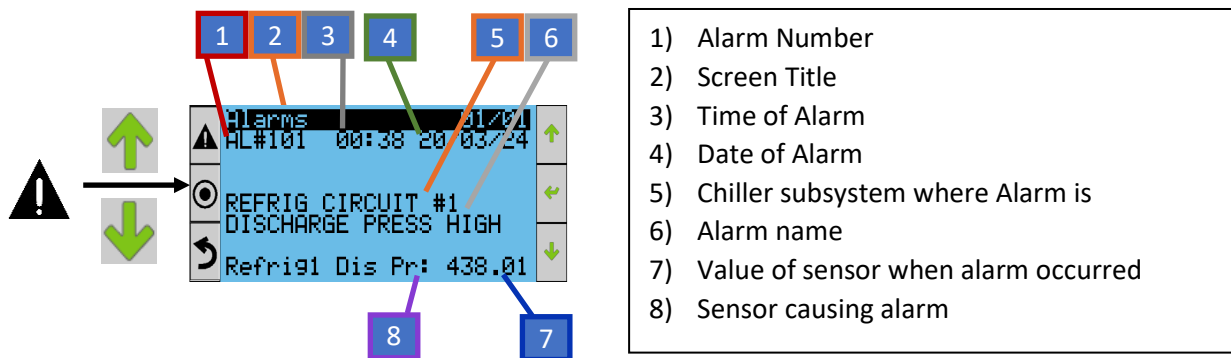 1 2 3 4 5 6
Alarms 01/01
AL#101 00:38 20/03/24
REFRIG CIRCUIT #1
DISCHARGE PRESS HIGH
Refrig1 Dis Pr: 438.01
8 7
1) Alarm Number
2) Screen Title
3) Time of Alarm
4) Date of Alarm
5) Chiller subsystem where Alarm is
6) Alarm name
7) Value of sensor when alarm occurred
8) Sensor causing alarm